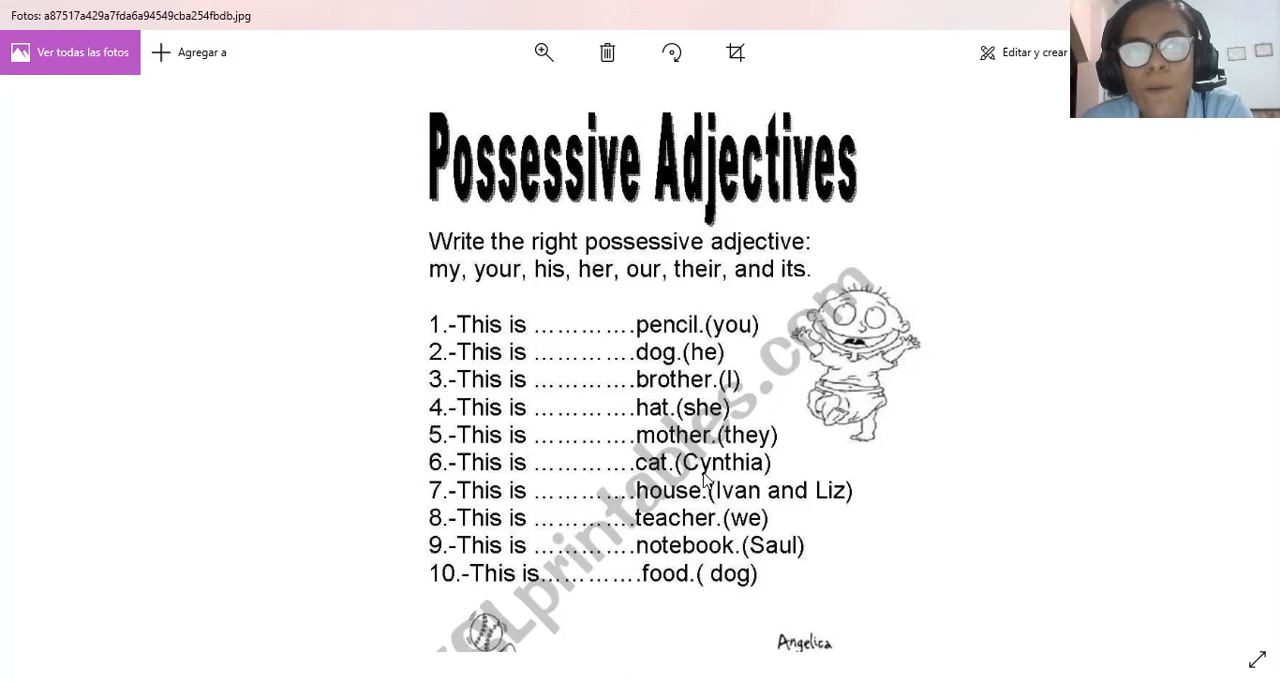 Fotos: a87517a429a7fda6a94549cba254fbdb.jpg
Ver todas las fotos
Agregar a
Editar y crear
Possessive Adjectives
Write the right possessive adjective:
my, your, his, her, our, their, and its.
1.-This is ………….pencil.(you)
2.-This is ………….dog.(he)
3.-This is ………….brother.(I)
4.-This is ………….hat.(she)
5.-This is ………….mother.(they)
6.-This is ………….cat.(Cynthia)
7.-This is ………….house.(Ivan and Liz)
8.-This is ………….teacher.(we)
9.-This is ………….notebook.(Saul)
10.-This is………….food.( dog)
eLprintables.com
Angelica